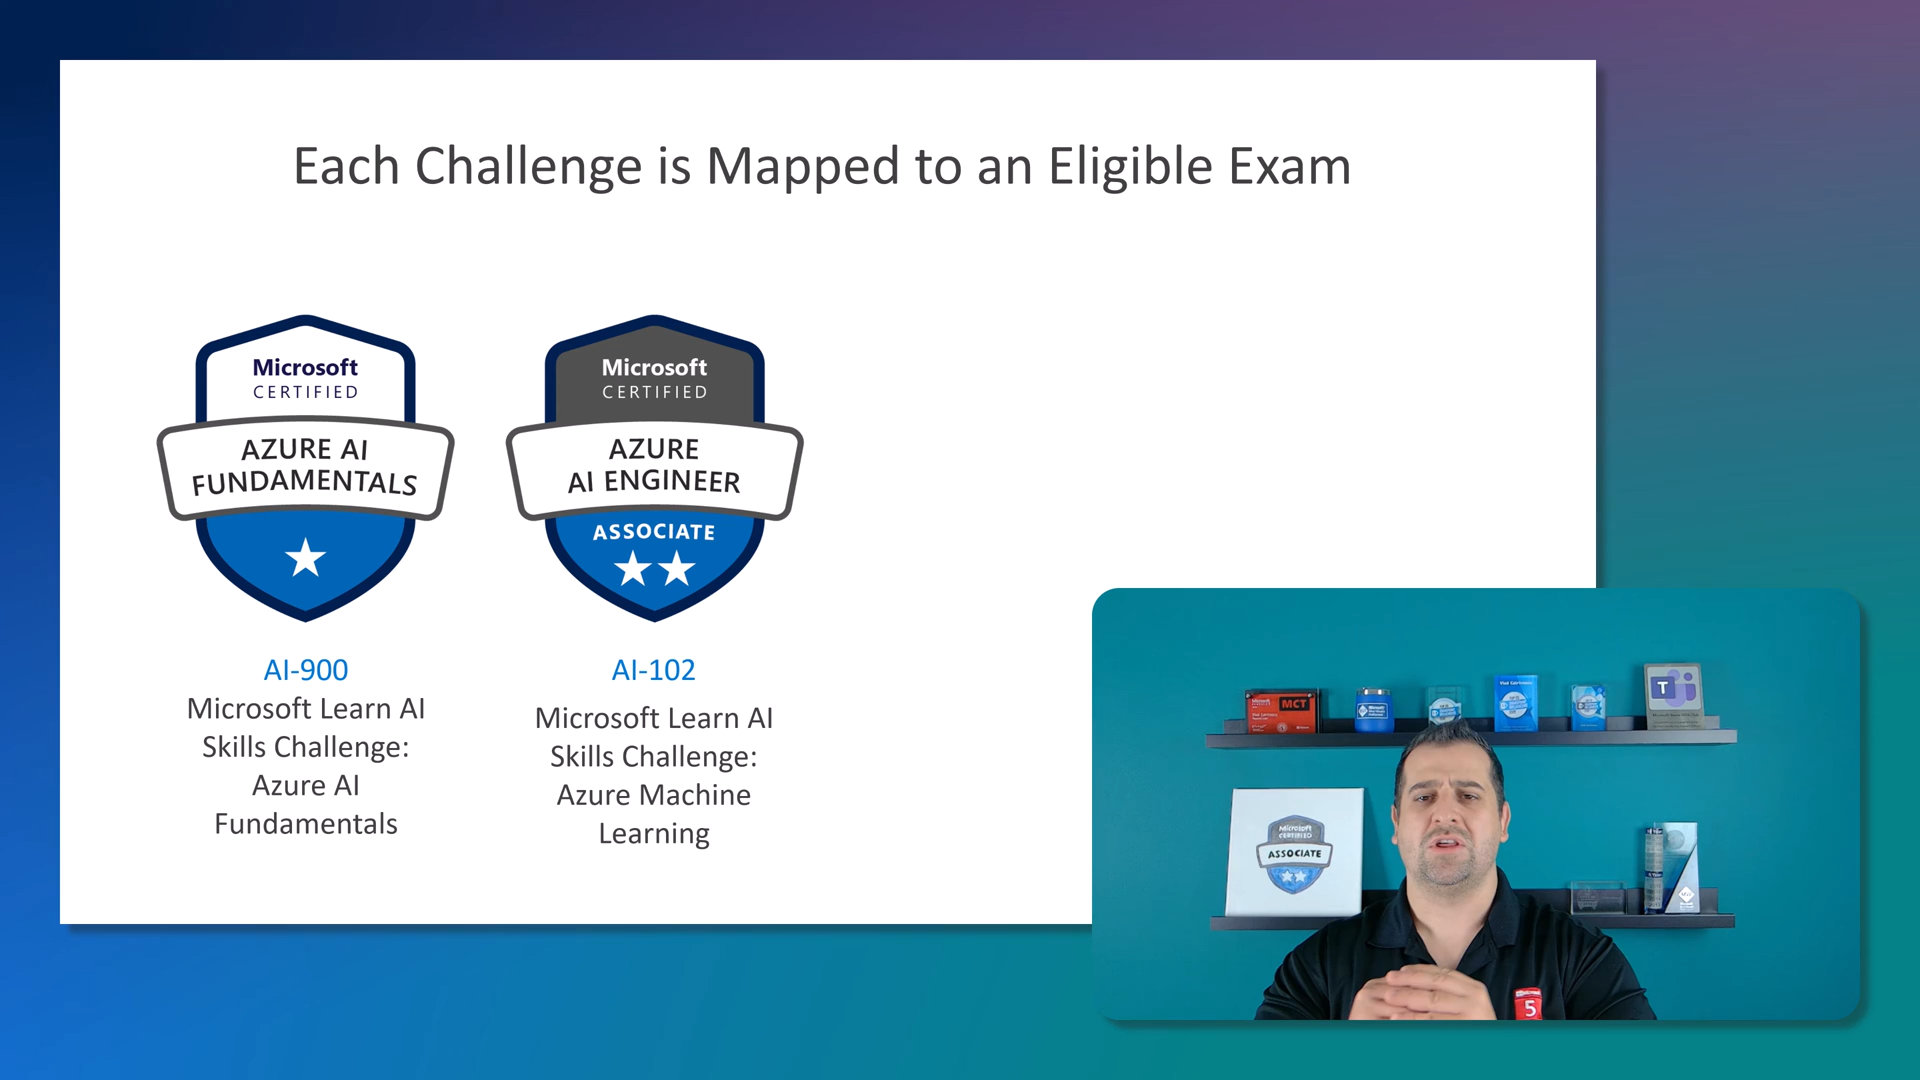 Each Challenge is Mapped to an Eligible Exam
Microsoft
CERTIFIED
AZURE AI
FUNDAMENTALS
AI-900
Microsoft Learn AI
Skills Challenge:
Azure AI
Fundamentals
Microsoft
CERTIFIED
AZURE
AI ENGINEER
ASSOCIATE
AI-102
Microsoft Learn AI
Skills Challenge:
Azure Machine
Learning
MCT
T
Microsoft
CERTIFIED
ASSOCIATE
5